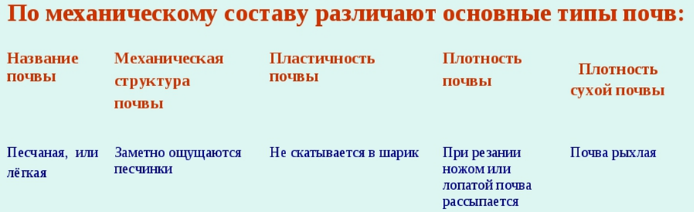 По механическому составу различают основные типы почв:
Название
почвы
Механическая
структура
почвы
Пластичность
почвы
Плотность
почвы
Плотность
сухой почвы
Песчаная, или
лёгкая
Заметно ощущаются
песчинки
Не скатывается в шарик
При резании
ножом или
лопатой почва
рассыпается
Почва рыхлая